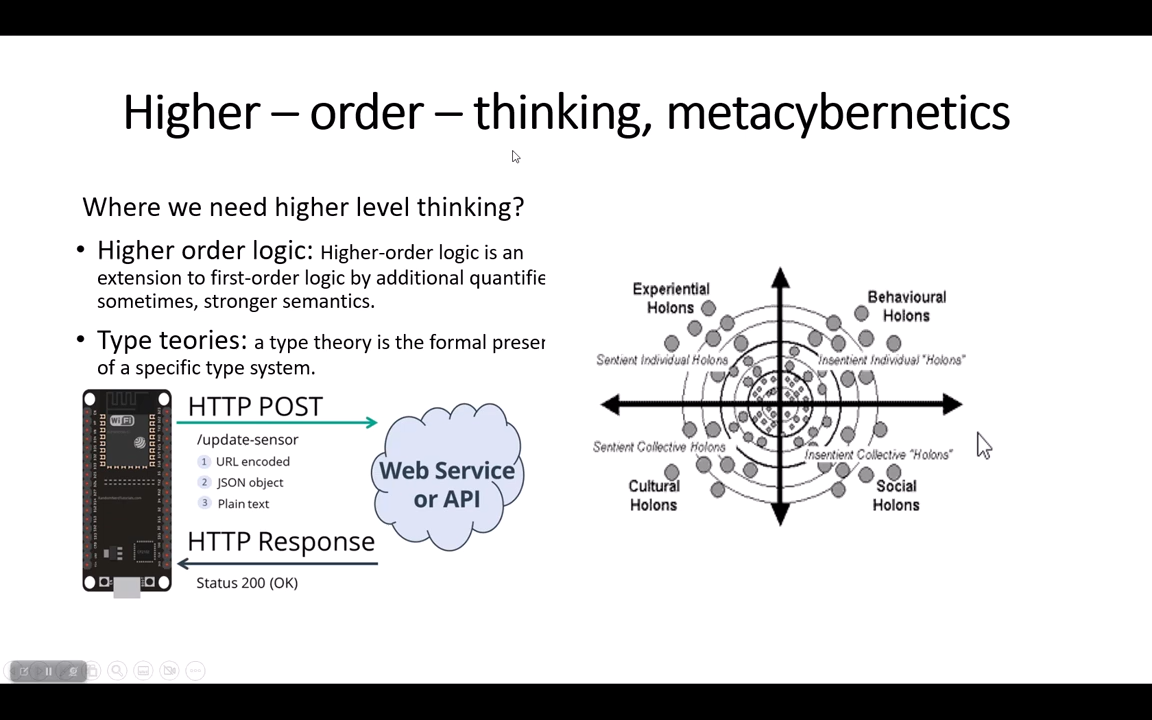 Higher – order – thinking, metacybernetics
Where we need higher level thinking?
• Higher order logic: Higher-order logic is an
extension to first-order logic by additional quantifie
sometimes, stronger semantics.
• Type teories: a type theory is the formal presen
of a specific type system.
WiFi
HTTP POST
/update-sensor
1 URL encoded
2 JSON object
3 Plain text
Web Service
or API
HTTP Response
Status 200 (OK)
Experiential
Holons
Behavioural
Holons
Sentient Individual Holons
Insentient Individual "Holons"
Sentient Collective Holons
Insentient Collective "Holons"
Cultural
Holons
Social
Holons